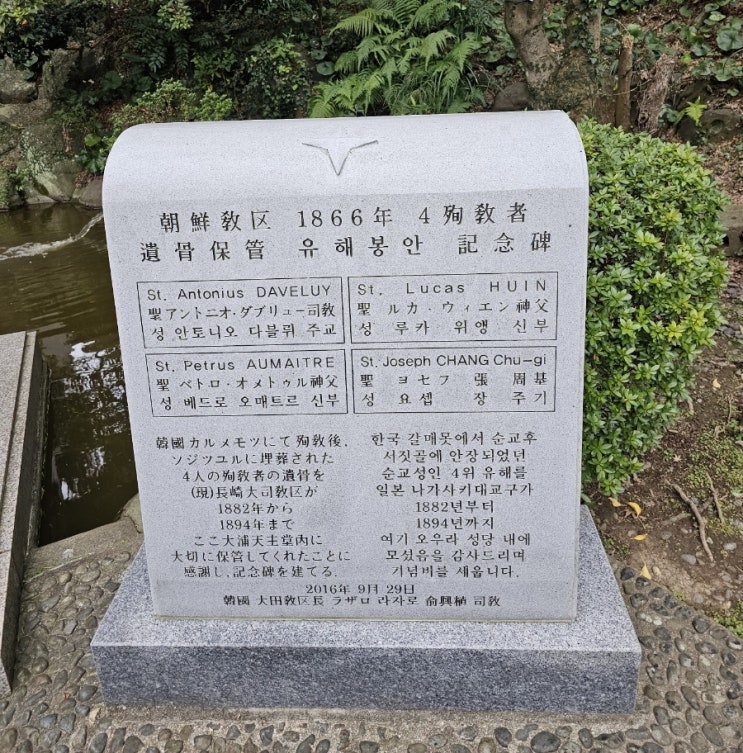 朝鮮敎区 1866年 4殉敎者
遺骨保管 유해봉안 記念碑
St. Antonius DAVELUY
聖アントニオ・ダブリュー司敎
성 안토니오 다블뤼 주교
St. Lucas HUIN
聖 ルカ・ウィエン神父
성 루카 위앵 신부
St. Petrus AUMAITRE
聖 ペトロ・オメトゥル神父
성 베드로 오매트르 신부
St. Joseph CHANG Chu-gi
聖 ヨセフ 張 周基
성 요셉 장 주기
韓國カルメモツにて殉敎後、
ソジツユルに埋葬された
4人の殉敎者の遺骨を
(現)長崎大司敎区が
1882年から
1894年まで
ここ大浦天主堂内に
大切に保管してくれたことに
感謝し、記念碑を建てる.
한국 갈매못에서 순교후
서짓골에 안장되었던
순교성인 4위 유해를
일본 나가사키대교구가
1882년부터
1894년까지
여기 오우라 성당 내에
모셨음을 감사드리며
기념비를 세웁니다.
2016年 9月 29日
韓國 大田敎区長 ラザロ 라자로 兪興植 司敎